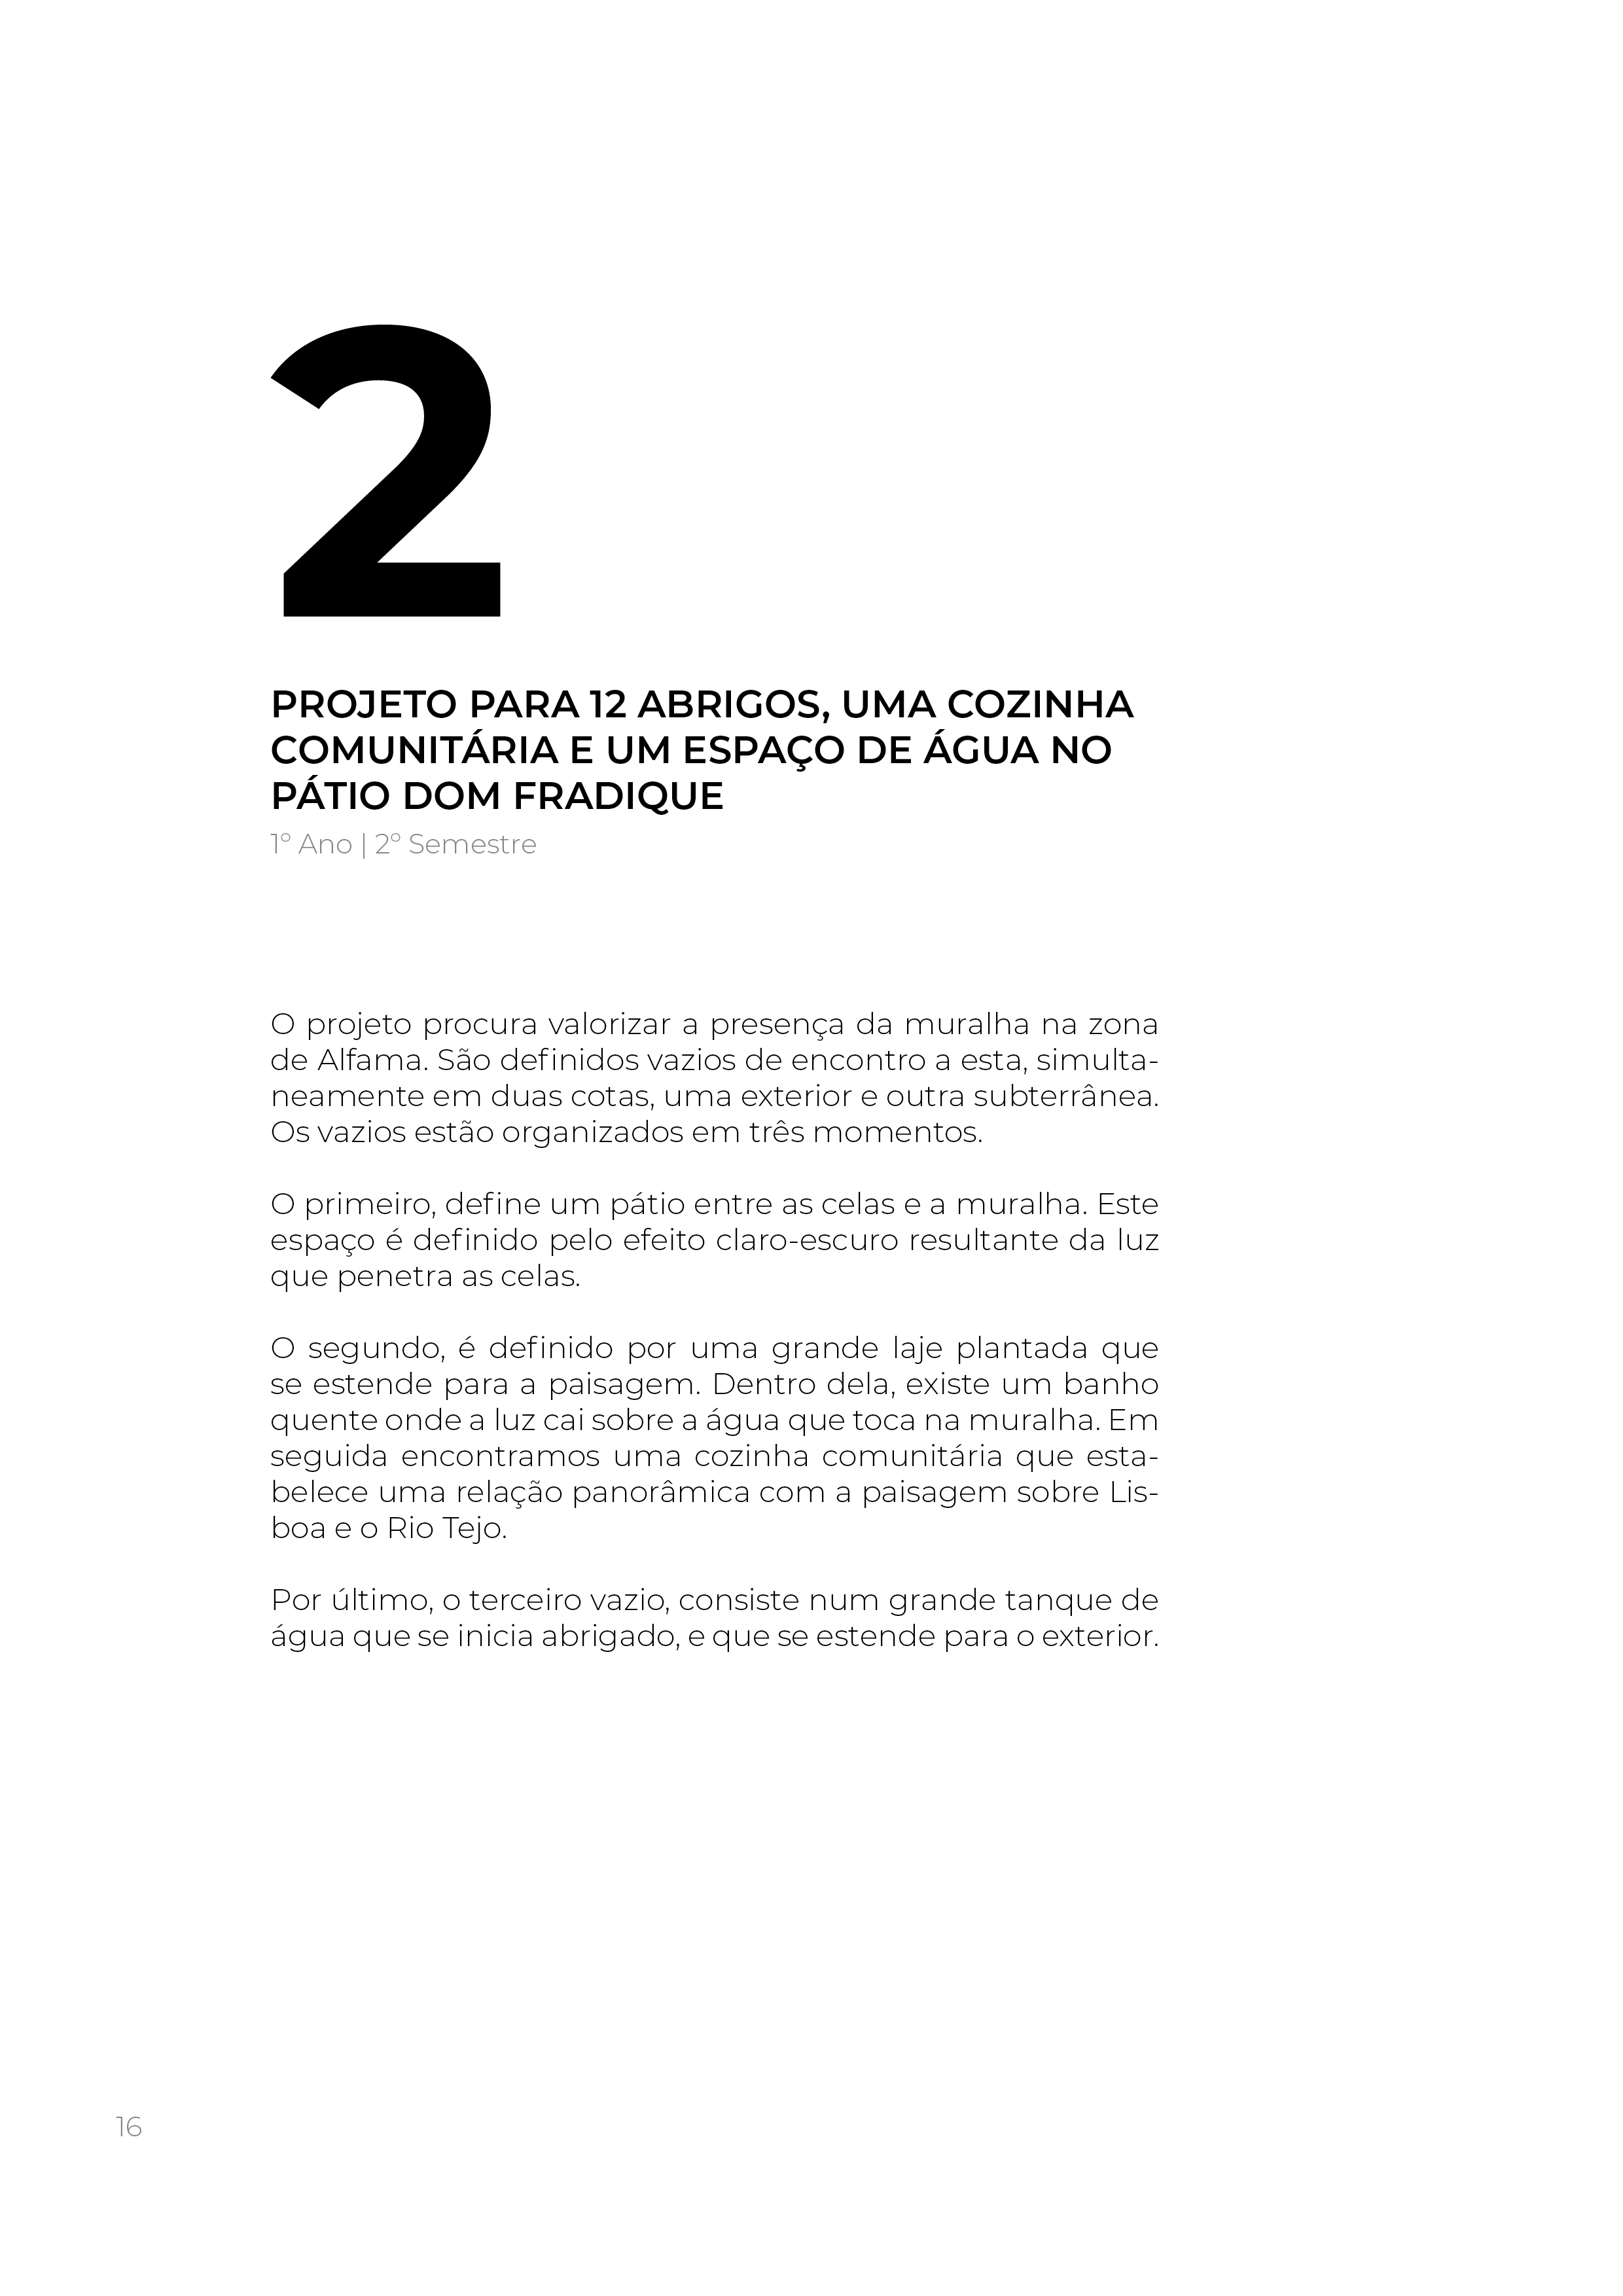 2
PROJETO PARA 12 ABRIGOS, UMA COZINHA
COMUNITÁRIA E UM ESPAÇO DE ÁGUA NO
PÁTIO DOM FRADIQUE
1º Ano | 2º Semestre
O projeto procura valorizar a presença da muralha na zona
de Alfama. São definidos vazios de encontro a esta, simulta-
neamente em duas cotas, uma exterior e outra subterrânea.
Os vazios estão organizados em três momentos.
O primeiro, define um pátio entre as celas e a muralha. Este
espaço é definido pelo efeito claro-escuro resultante da luz
que penetra as celas.
O segundo, é definido por uma grande laje plantada que
se estende para a paisagem. Dentro dela, existe um banho
quente onde a luz cai sobre a água que toca na muralha. Em
seguida encontramos uma cozinha comunitária que esta-
belece uma relação panorâmica com a paisagem sobre Lis-
boa e o Rio Tejo.
Por último, o terceiro vazio, consiste num grande tanque de
água que se inicia abrigado, e que se estende para o exterior.
16